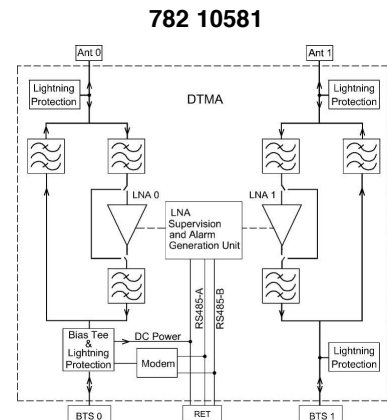 782 10581
Ant 0
Ant 1
Lightning
Protection
DTMA
Lightning
Protection
LNA 0
LNA 1
LNA
Supervision
and Alarm
Generation Unit
RS485-A
RS485-B
Bias Tee
&
Lightning
Protection
DC Power
Modem
Lightning
Protection
BTS 0
RET
BTS 1